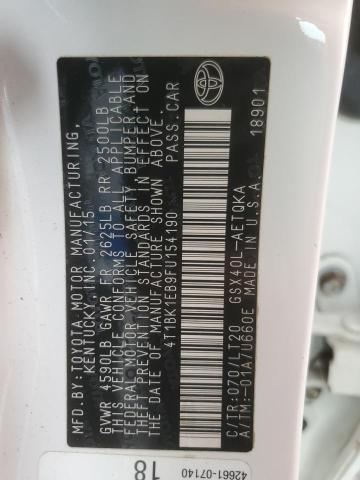 MFD.BY:TOYOTA MOTOR MANUFACTURING,
KENTUCKY, INC. 01/15
GVWR 4590LB GAWR FR 2625LB RR 2500LB
THIS VEHICLE CONFORMS TO ALL APPLICABLE
FEDERAL MOTOR VEHICLE SAFETY, BUMPER AND
THEFT PREVENTION STANDARDS IN EFFECT ON
THE DATE OF MANUFACTURE SHOWN ABOVE.
4T1BK1EB9FU154190 PASS.CAR
C/TR:070/LT20 GSX40L-AETQKA
A/TM:-01A/U660E MADE IN U.S.A. 18901
42661-07140
18